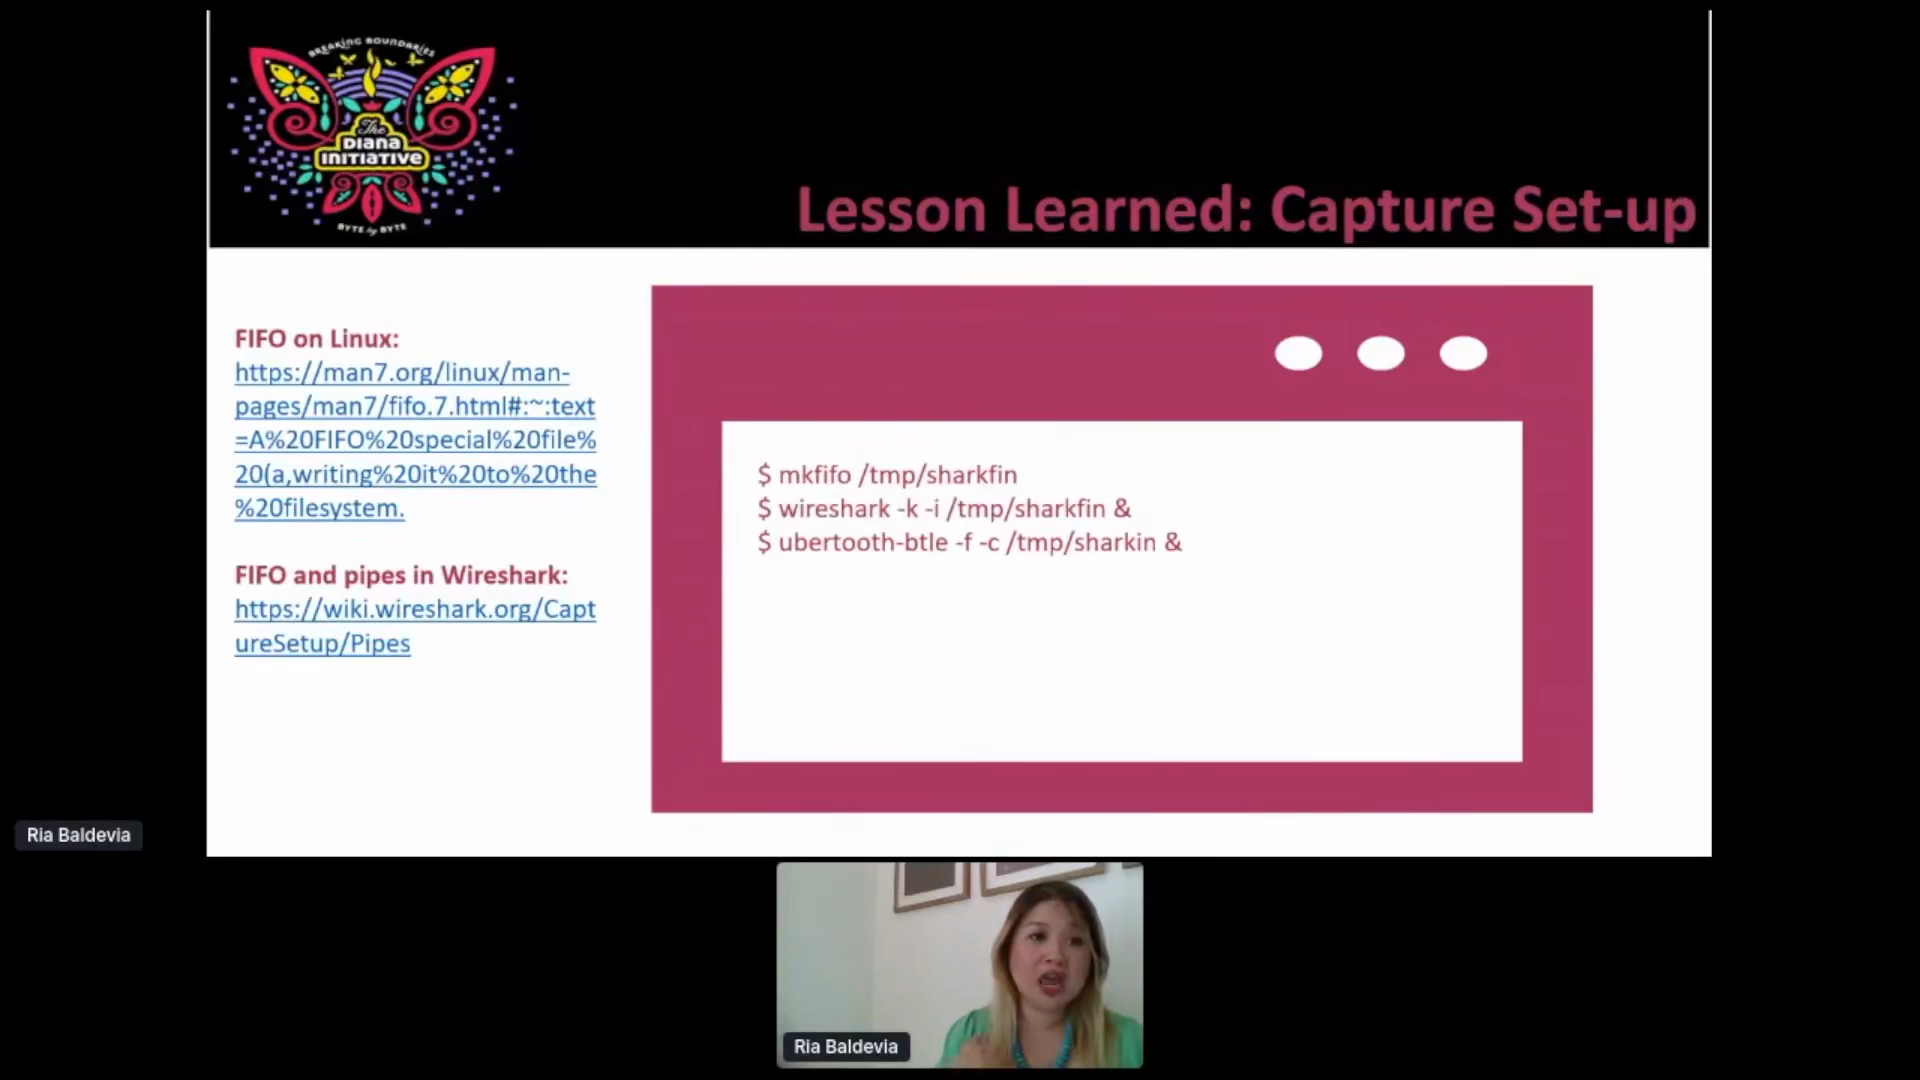 BREAKING BOUNDARIES
The
DIANA
INITIATIVE
BYTE by BYTE
Lesson Learned: Capture Set-up
FIFO on Linux:
https://man7.org/linux/man-
pages/man7/fifo.7.html#:~:text
=A%20FIFO%20special%20file%
20(a,writing%20it%20to%20the
%20filesystem.
FIFO and pipes in Wireshark:
https://wiki.wireshark.org/Capt
ureSetup/Pipes
$ mkfifo /tmp/sharkfin
$ wireshark -k -i /tmp/sharkfin &
$ ubertooth-btle -f -c /tmp/sharkin &
Ria Baldevia
Ria Baldevia